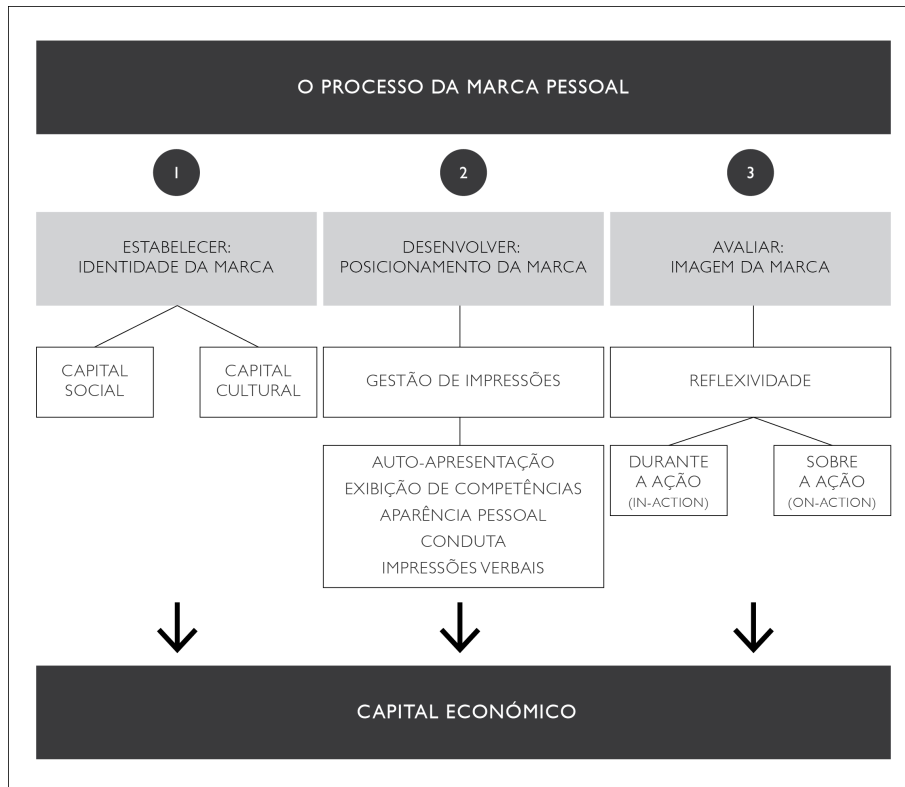 O PROCESSO DA MARCA PESSOAL
1
2
3
ESTABELECER:
IDENTIDADE DA MARCA
DESENVOLVER:
POSICIONAMENTO DA MARCA
AVALIAR:
IMAGEM DA MARCA
CAPITAL
SOCIAL
CAPITAL
CULTURAL
GESTÃO DE IMPRESSÕES
REFLEXIVIDADE
AUTO-APRESENTAÇÃO
EXIBIÇÃO DE COMPETÊNCIAS
APARÊNCIA PESSOAL
CONDUTA
IMPRESSÕES VERBAIS
DURANTE
A AÇÃO
(IN-ACTION)
SOBRE
A AÇÃO
(ON-ACTION)
CAPITAL ECONÓMICO